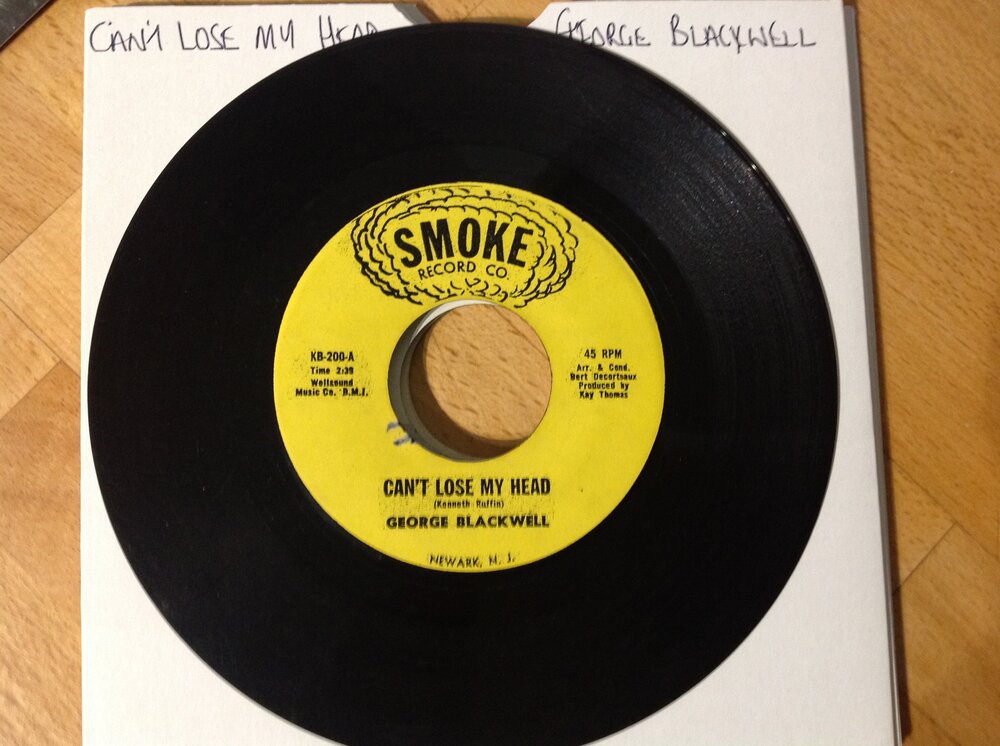 CAN'T LOSE MY HEAD
GEORGE BLACKWELL
SMOKE
RECORD CO.
KB-200-A
Time 2:39
Wellsound
Music Co. B.M.I.
45 RPM
Arr. & Cond.
Bert Decorteaux
Produced by
Kay Thomas
CAN'T LOSE MY HEAD
(Kenneth Ruffin)
GEORGE BLACKWELL
NEWARK, N. J.